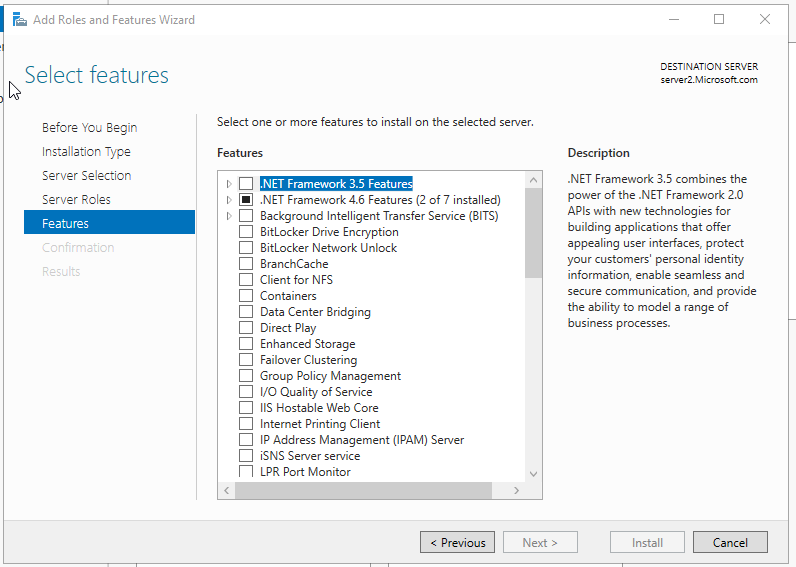 Add Roles and Features Wizard
Select features
DESTINATION SERVER
server2.Microsoft.com
Before You Begin
Installation Type
Server Selection
Server Roles
Features
Confirmation
Results
Select one or more features to install on the selected server.
Features
.NET Framework 3.5 Features
.NET Framework 4.6 Features (2 of 7 installed)
Background Intelligent Transfer Service (BITS)
BitLocker Drive Encryption
BitLocker Network Unlock
BranchCache
Client for NFS
Containers
Data Center Bridging
Direct Play
Enhanced Storage
Failover Clustering
Group Policy Management
I/O Quality of Service
IIS Hostable Web Core
Internet Printing Client
IP Address Management (IPAM) Server
iSNS Server service
LPR Port Monitor
Description
.NET Framework 3.5 combines the
power of the .NET Framework 2.0
APIs with new technologies for
building applications that offer
appealing user interfaces, protect
your customers' personal identity
information, enable seamless and
secure communication, and provide
the ability to model a range of
business processes.
< Previous
Next >
Install
Cancel